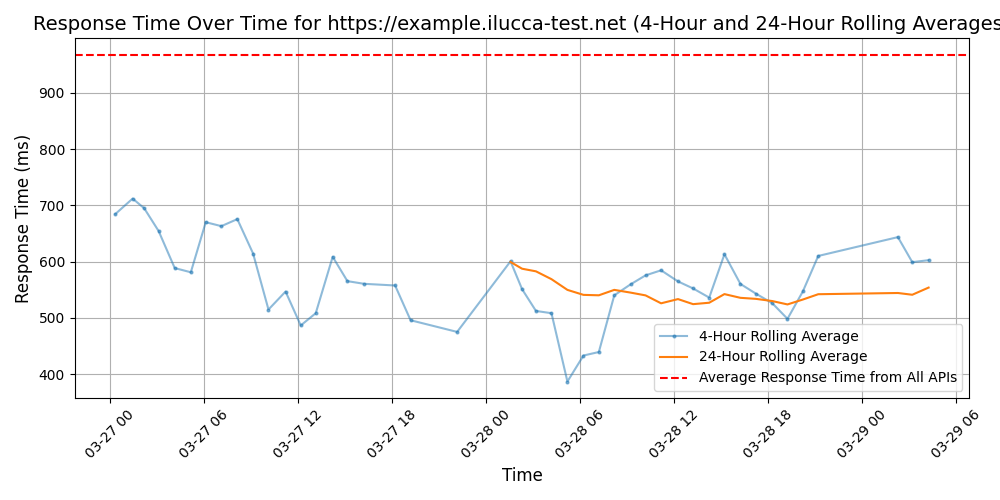 Response Time Over Time for https://example.ilucca-test.net (4-Hour and 24-Hour Rolling Averages
Response Time (ms)
900
800
700
600
500
400
4-Hour Rolling Average
24-Hour Rolling Average
Average Response Time from All APIs
03-27 00
03-27 06
03-27 12
03-27 18
03-28 00
03-28 06
03-28 12
03-28 18
03-29 00
03-29 06
Time